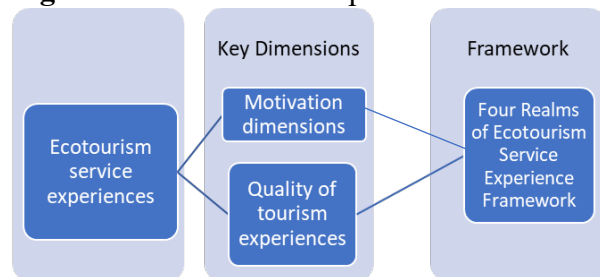 Key Dimensions
Framework
Ecotourism
service
experiences
Motivation
dimensions
Quality of
tourism
experiences
Four Realms
of Ecotourism
Service
Experience
Framework